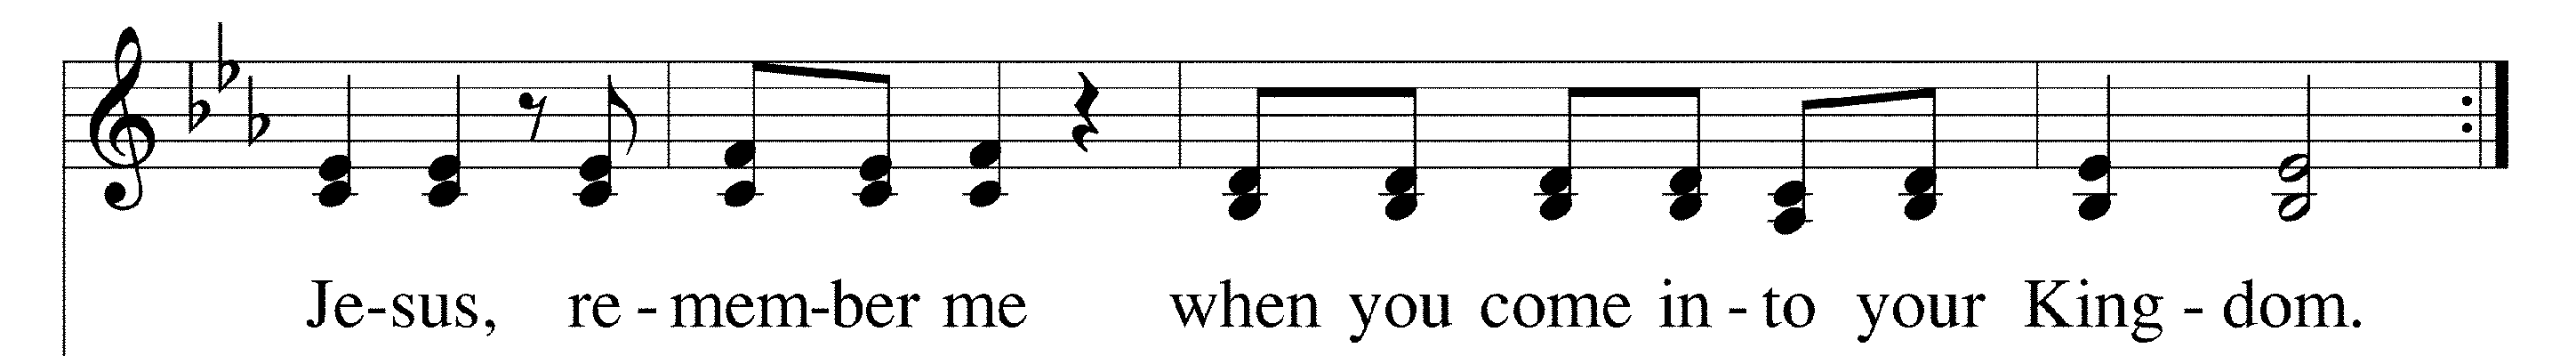 Je-sus, re - mem-ber me when you come in - to your King - dom.